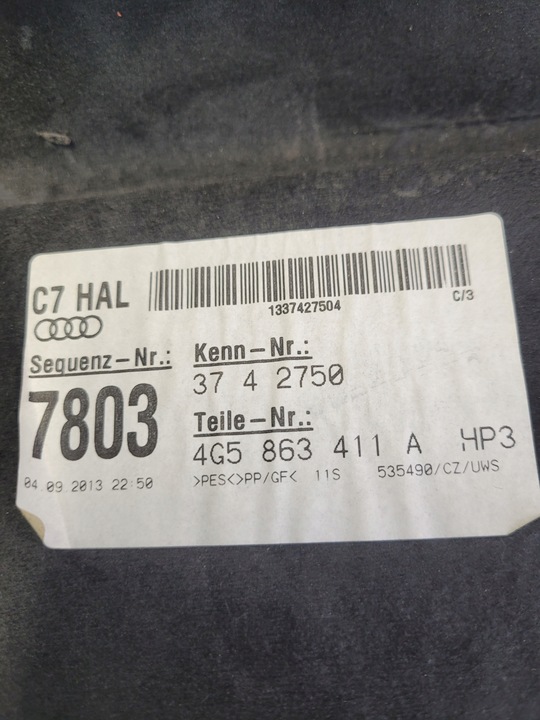 C7 HAL
1337427504
C/3
Sequenz-Nr.:
7803
Kenn-Nr.:
37 4 2750
Teile-Nr.:
4G5 863 411 A HP3
04.09.2013 22:50
>PES<>PP/GF< 11S 535490/CZ/UWS